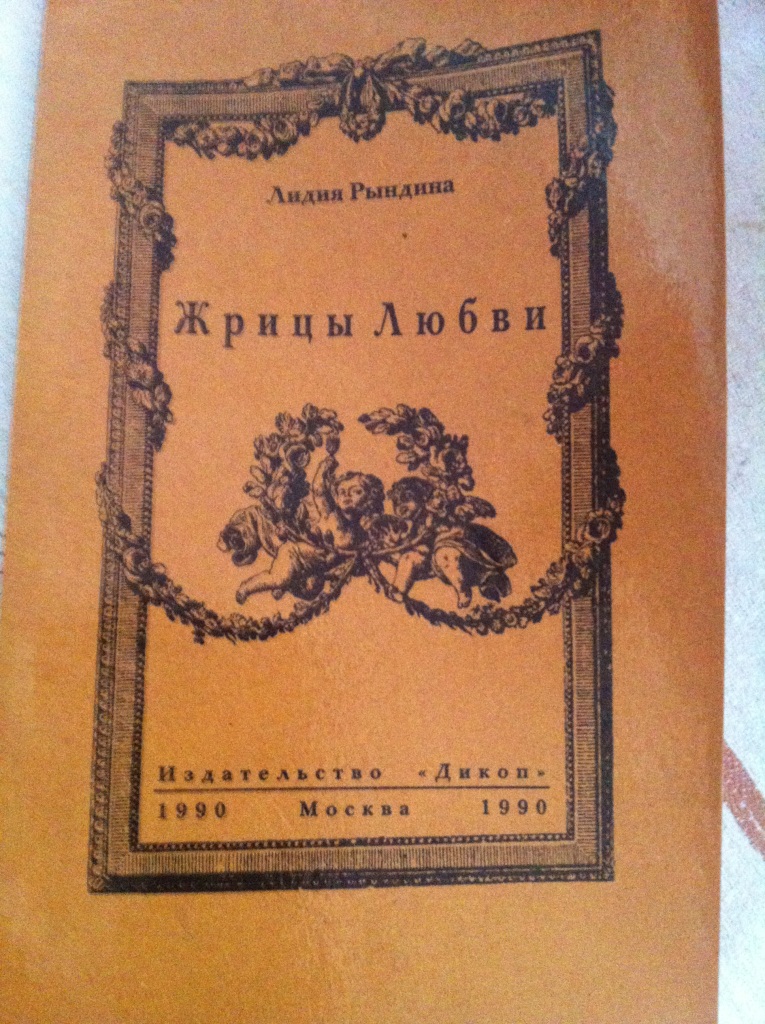 Лидия Рындина
Жрицы Любви
Издательство «Дикоп»
1990 Москва 1990